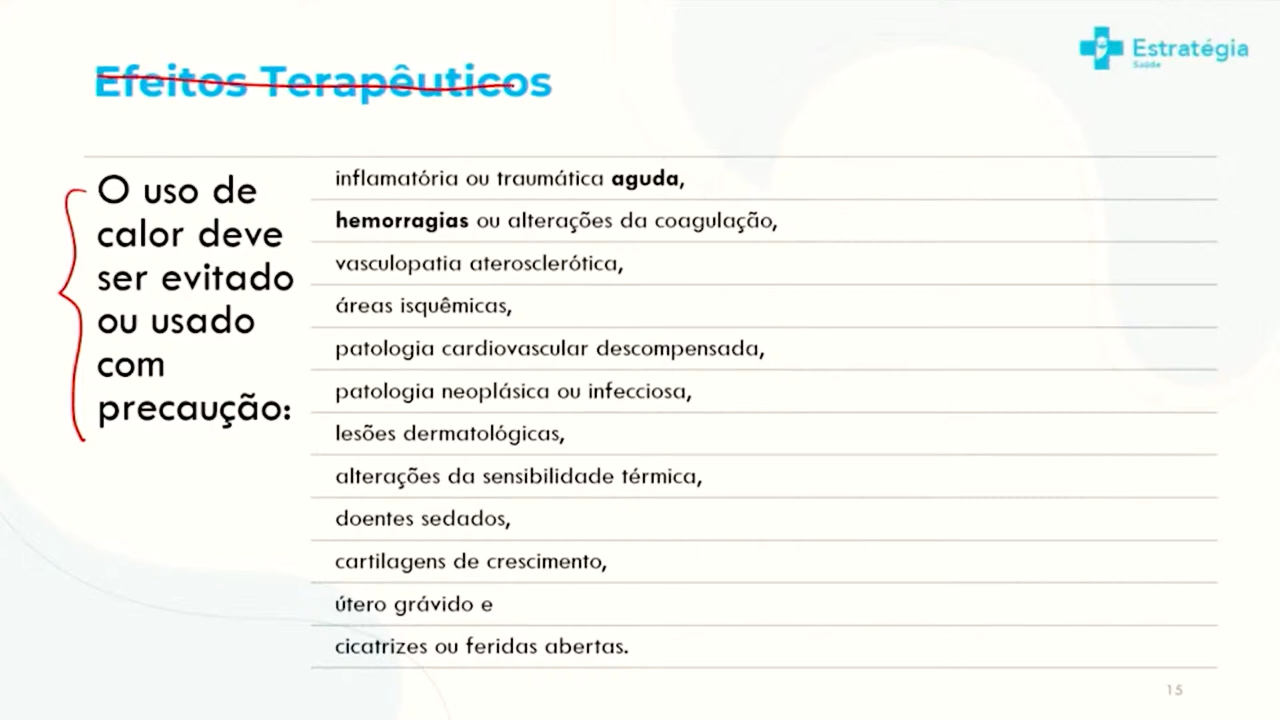 Estratégia
Saúde
Efeitos Terapêuticos
O uso de
calor deve
ser evitado
ou usado
com
precaução:
inflamatória ou traumática aguda,
hemorragias ou alterações da coagulação,
vasculopatia aterosclerótica,
áreas isquêmicas,
patologia cardiovascular descompensada,
patologia neoplásica ou infecciosa,
lesões dermatológicas,
alterações da sensibilidade térmica,
doentes sedados,
cartilagens de crescimento,
útero grávido e
cicatrizes ou feridas abertas.
15